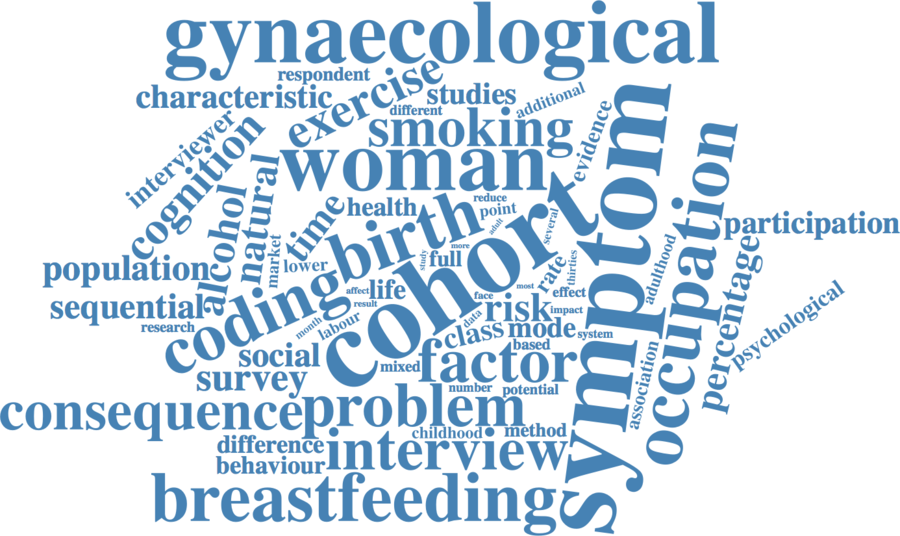 gynaecological
respondent
characteristic
exercise
studies
different
additional
interviewer
cognition
smoking
evidence
woman
symptom
alcohol
natural
time
health
reduce
point
adult
several
birth
cohort
occupation
participation
population
market
lower
study
more
full
rate
thirties
adulthood
percentage
sequential
coding
affect
life
result
face
most
effect
research
month
labour
data
risk
impact
psychological
class
mode
system
social
mixed
factor
based
survey
number
potential
association
consequence
problem
childhood
method
difference
interview
behaviour
breastfeeding